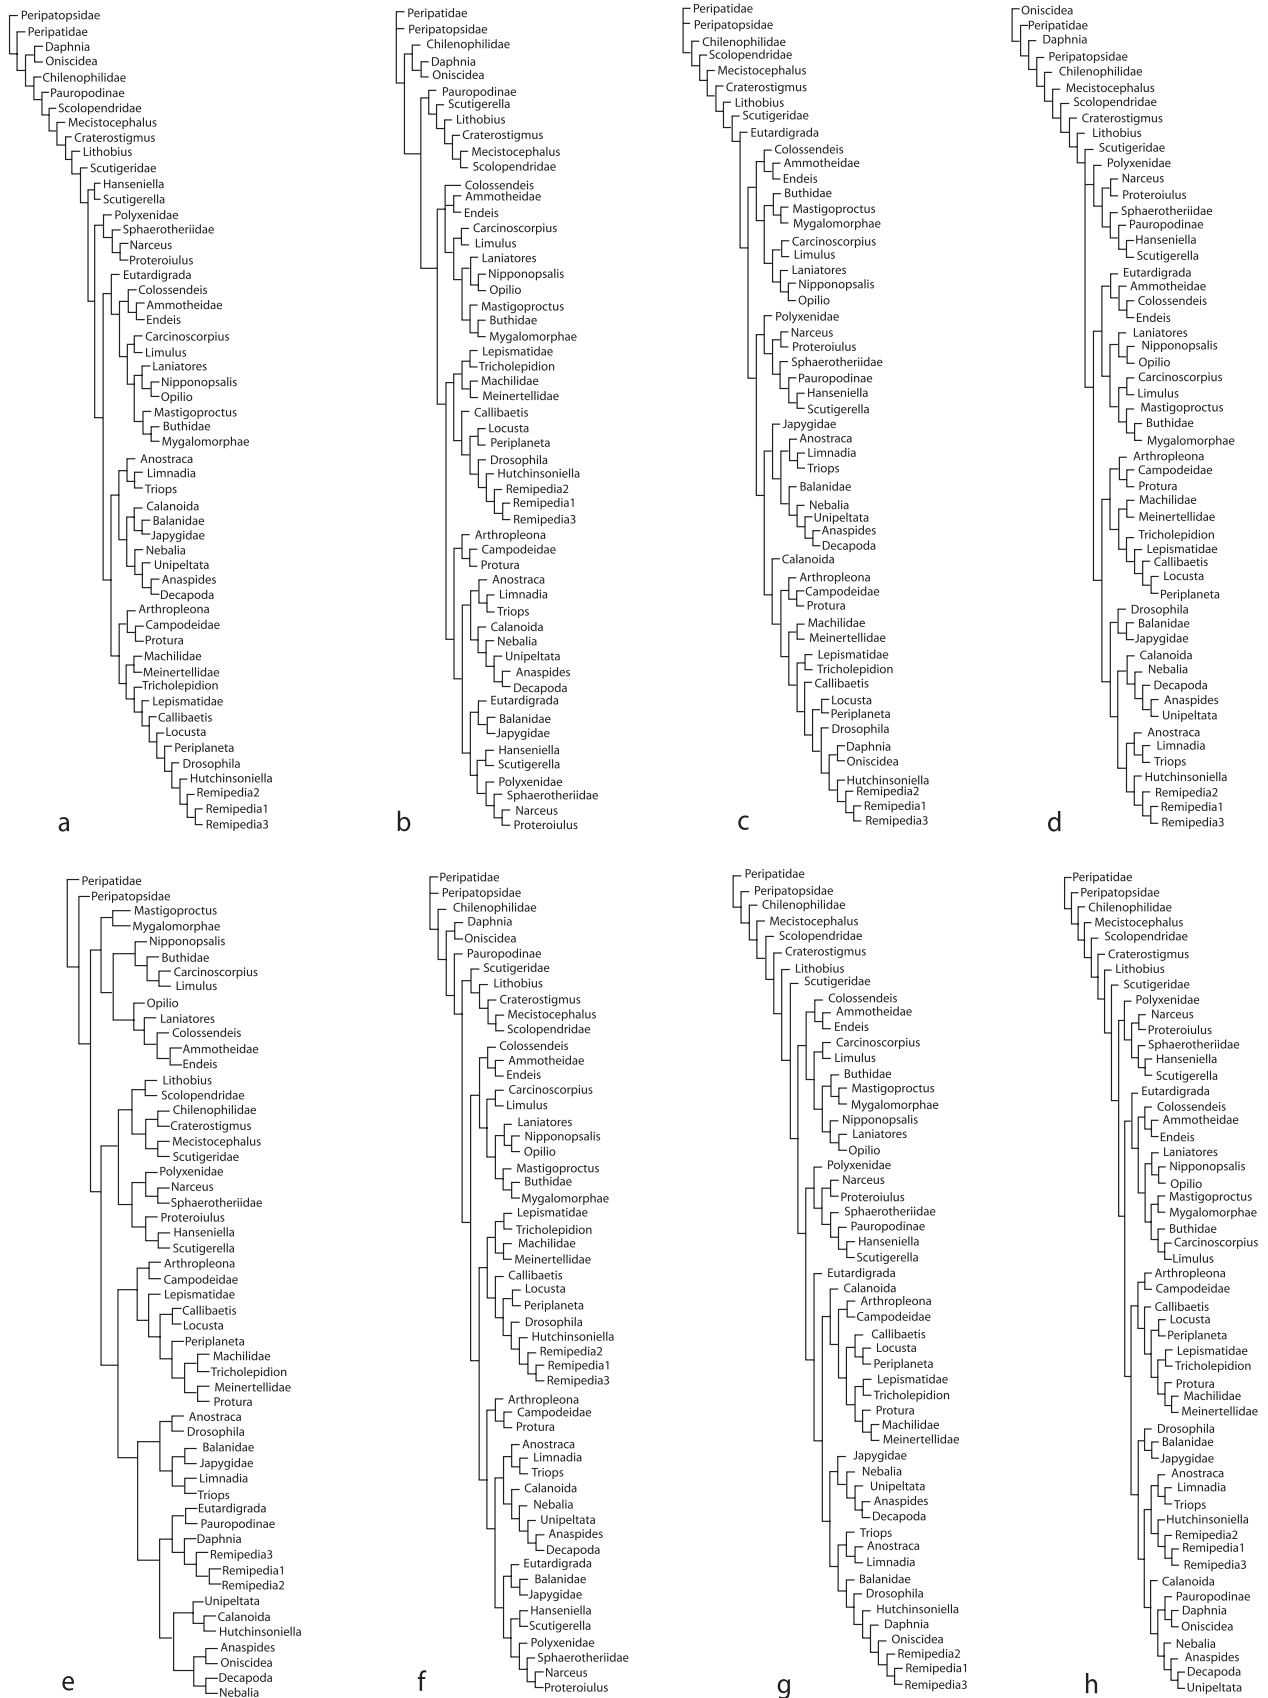 Peripatopsidae
Peripatidae
Daphnia
Oniscidea
Chilenophilidae
Pauropodinae
Scolopendridae
Mecistocephalus
Craterostigmus
Lithobius
Scutigeridae
Hanseniella
Scutigerella
Polyxenidae
Sphaerotheriidae
Narceus
Proteroiulus
Eutardigrada
Colossendeis
Ammotheidae
Endeis
Carcinoscorpius
Limulus
Laniatores
Nipponopsalis
Opilio
Mastigoproctus
Buthidae
Mygalomorphae
Anostraca
Limnadia
Triops
Calanoida
Balanidae
Japygidae
Nebalia
Unipeltata
Anaspides
Decapoda
Arthropleona
Campodeidae
Protura
Machilidae
Meinertellidae
Tricholepidion
Lepismatidae
Callibaetis
Locusta
Periplaneta
Drosophila
Hutchinsoniella
Remipedia2
Remipedia1
Remipedia3
a
Peripatidae
Peripatopsidae
Chilenophilidae
Daphnia
Oniscidea
Pauropodinae
Scutigerella
Lithobius
Craterostigmus
Mecistocephalus
Scolopendridae
Colossendeis
Ammotheidae
Endeis
Carcinoscorpius
Limulus
Laniatores
Nipponopsalis
Opilio
Mastigoproctus
Buthidae
Mygalomorphae
Lepismatidae
Tricholepidion
Machilidae
Meinertellidae
Callibaetis
Locusta
Periplaneta
Drosophila
Hutchinsoniella
Remipedia2
Remipedia1
Remipedia3
Arthropleona
Campodeidae
Protura
Anostraca
Limnadia
Triops
Calanoida
Nebalia
Unipeltata
Anaspides
Decapoda
Eutardigrada
Balanidae
Japygidae
Hanseniella
Scutigerella
Polyxenidae
Sphaerotheriidae
Narceus
Proteroiulus
b
Peripatidae
Peripatopsidae
Chilenophilidae
Scolopendridae
Mecistocephalus
Craterostigmus
Lithobius
Scutigeridae
Eutardigrada
Colossendeis
Ammotheidae
Endeis
Buthidae
Mastigoproctus
Mygalomorphae
Carcinoscorpius
Limulus
Laniatores
Nipponopsalis
Opilio
Polyxenidae
Narceus
Proteroiulus
Sphaerotheriidae
Pauropodinae
Hanseniella
Scutigerella
Japygidae
Anostraca
Limnadia
Triops
Balanidae
Nebalia
Unipeltata
Anaspides
Decapoda
Calanoida
Arthropleona
Campodeidae
Protura
Machilidae
Meinertellidae
Lepismatidae
Tricholepidion
Callibaetis
Locusta
Periplaneta
Drosophila
Daphnia
Oniscidea
Hutchinsoniella
Remipedia2
Remipedia1
Remipedia3
c
Oniscidea
Peripatidae
Daphnia
Peripatopsidae
Chilenophilidae
Mecistocephalus
Scolopendridae
Craterostigmus
Lithobius
Scutigeridae
Polyxenidae
Narceus
Proteroiulus
Sphaerotheriidae
Pauropodinae
Hanseniella
Scutigerella
Eutardigrada
Ammotheidae
Colossendeis
Endeis
Laniatores
Nipponopsalis
Opilio
Carcinoscorpius
Limulus
Mastigoproctus
Buthidae
Mygalomorphae
Arthropleona
Campodeidae
Protura
Machilidae
Meinertellidae
Tricholepidion
Lepismatidae
Callibaetis
Locusta
Periplaneta
Drosophila
Balanidae
Japygidae
Calanoida
Nebalia
Decapoda
Anaspides
Unipeltata
Anostraca
Limnadia
Triops
Hutchinsoniella
Remipedia2
Remipedia1
Remipedia3
d
Peripatidae
Peripatopsidae
Mastigoproctus
Mygalomorphae
Nipponopsalis
Buthidae
Carcinoscorpius
Limulus
Opilio
Laniatores
Colossendeis
Ammotheidae
Endeis
Lithobius
Scolopendridae
Chilenophilidae
Craterostigmus
Mecistocephalus
Scutigeridae
Polyxenidae
Narceus
Sphaerotheriidae
Proteroiulus
Hanseniella
Scutigerella
Arthropleona
Campodeidae
Lepismatidae
Callibaetis
Locusta
Periplaneta
Machilidae
Tricholepidion
Meinertellidae
Protura
Anostraca
Drosophila
Balanidae
Japygidae
Limnadia
Triops
Eutardigrada
Pauropodinae
Daphnia
Remipedia3
Remipedia1
Remipedia2
Unipeltata
Calanoida
Hutchinsoniella
Anaspides
Oniscidea
Decapoda
Nebalia
e
Peripatidae
Peripatopsidae
Chilenophilidae
Daphnia
Oniscidea
Pauropodinae
Scutigeridae
Lithobius
Craterostigmus
Mecistocephalus
Scolopendridae
Colossendeis
Ammotheidae
Endeis
Carcinoscorpius
Limulus
Laniatores
Nipponopsalis
Opilio
Mastigoproctus
Buthidae
Mygalomorphae
Lepismatidae
Tricholepidion
Machilidae
Meinertellidae
Callibaetis
Locusta
Periplaneta
Drosophila
Hutchinsoniella
Remipedia2
Remipedia1
Remipedia3
Arthropleona
Campodeidae
Protura
Anostraca
Limnadia
Triops
Calanoida
Nebalia
Unipeltata
Anaspides
Decapoda
Eutardigrada
Balanidae
Japygidae
Hanseniella
Scutigerella
Polyxenidae
Sphaerotheriidae
Narceus
Proteroiulus
f
Peripatidae
Peripatopsidae
Chilenophilidae
Mecistocephalus
Scolopendridae
Craterostigmus
Lithobius
Scutigeridae
Colossendeis
Ammotheidae
Endeis
Carcinoscorpius
Limulus
Buthidae
Mastigoproctus
Mygalomorphae
Nipponopsalis
Laniatores
Opilio
Polyxenidae
Narceus
Proteroiulus
Sphaerotheriidae
Pauropodinae
Hanseniella
Scutigerella
Eutardigrada
Calanoida
Arthropleona
Campodeidae
Callibaetis
Locusta
Periplaneta
Lepismatidae
Tricholepidion
Protura
Machilidae
Meinertellidae
Japygidae
Nebalia
Unipeltata
Anaspides
Decapoda
Triops
Anostraca
Limnadia
Balanidae
Drosophila
Hutchinsoniella
Daphnia
Oniscidea
Remipedia2
Remipedia1
Remipedia3
g
Peripatidae
Peripatopsidae
Chilenophilidae
Mecistocephalus
Scolopendridae
Craterostigmus
Lithobius
Scutigeridae
Polyxenidae
Narceus
Proteroiulus
Sphaerotheriidae
Hanseniella
Scutigerella
Eutardigrada
Colossendeis
Ammotheidae
Endeis
Laniatores
Nipponopsalis
Opilio
Mastigoproctus
Mygalomorphae
Buthidae
Carcinoscorpius
Limulus
Arthropleona
Campodeidae
Callibaetis
Locusta
Periplaneta
Lepismatidae
Tricholepidion
Protura
Machilidae
Meinertellidae
Drosophila
Balanidae
Japygidae
Anostraca
Limnadia
Triops
Hutchinsoniella
Remipedia2
Remipedia1
Remipedia3
Calanoida
Pauropodinae
Daphnia
Oniscidea
Nebalia
Anaspides
Decapoda
Unipeltata
h